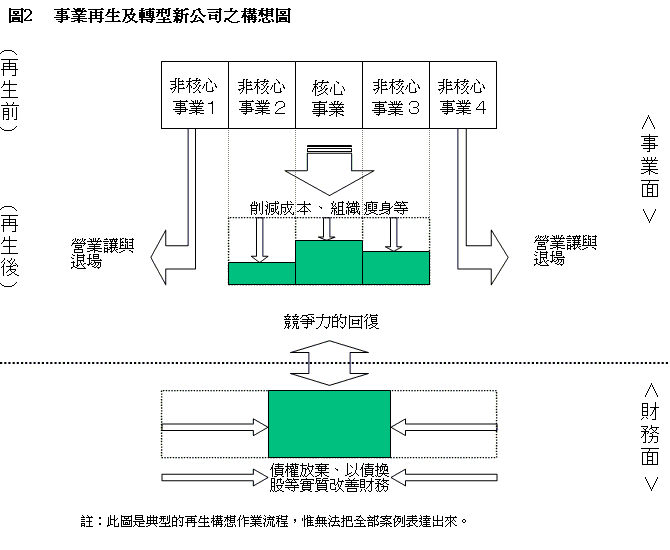 圖2 事業再生及轉型新公司之構想圖
(再生前)
非核心
事業1
非核心
事業2
核心
事業
非核心
事業3
非核心
事業4
<事業面>
削減成本、組織瘦身等
(再生後)
營業讓與
退場
營業讓與
退場
競爭力的回復
<財務面>
債權放棄、以債換
股等實質改善財務
註：此圖是典型的再生構想作業流程，惟無法把全部案例表達出來。